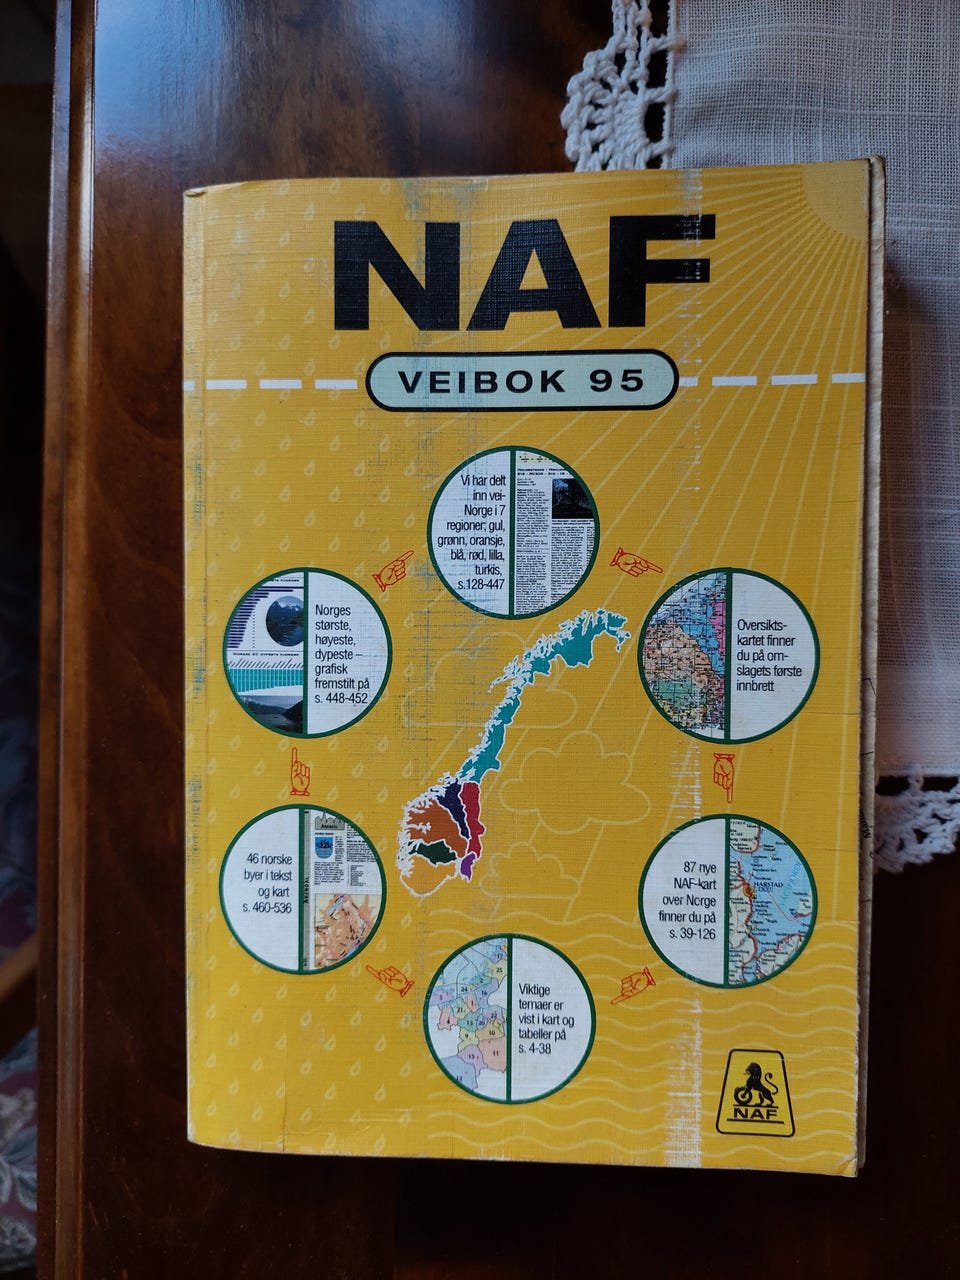 NAF
VEIBOK 95
Vi har delt
inn vei-
Norge i 7
regioner; gul,
grønn, oransje,
blå, rød, lilla,
turkis,
s.128-447
Oversikts-
kartet finner
du på om-
slagets første
innbrett
87 nye
NAF-kart
over Norge
finner du på
s. 39-126
HARSTAD
Viktige
temaer er
vist i kart og
tabeller på
s. 4-38
46 norske
byer i tekst
og kart
s. 460-536
ARENDAL
Norges
største,
høyeste,
dypeste –
grafisk
fremstilt på
s. 448-452
NAF